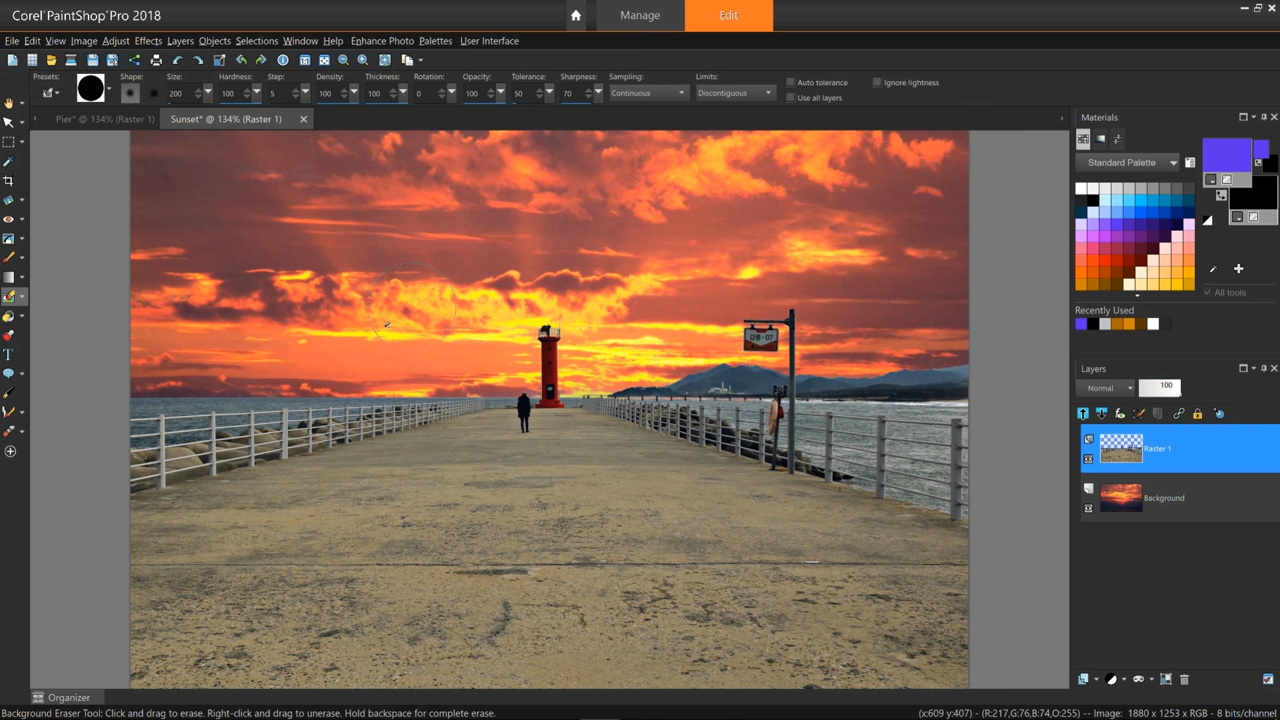 Corel PaintShop Pro 2018
Manage
Edit
File Edit View Image Adjust Effects Layers Objects Selections Window Help Enhance Photo Palettes User Interface
Presets: Shape: Size: Hardness: Step: Density: Thickness: Rotation: Opacity: Tolerance: Sharpness: Sampling: Limits:
200 100 5 100 100 0 100 50 70 Continuous Discontiguous
Auto tolerance
Ignore lightness
Use all layers
Pier* @ 134% (Raster 1)
Sunset* @ 134% (Raster 1)
Materials
Standard Palette
All tools
Recently Used
Layers
Normal
100
Raster 1
Background
Organizer
Background Eraser Tool: Click and drag to erase. Right-click and drag to unerase. Hold backspace for complete erase.
(x:609 y:407) - (R:217,G:76,B:74,O:255) -- Image: 1880 x 1253 x RGB - 8 bits/channel